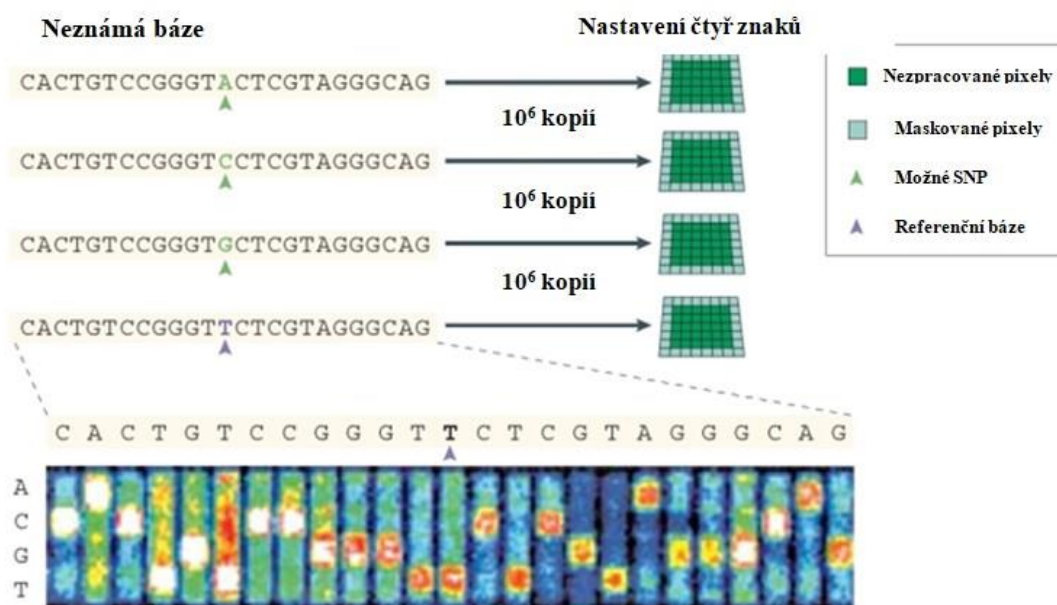 Neznámá báze
Nastavení čtyř znaků
CACTGTCCGGGTACTCGTAGGGCAG
10⁶ kopií
CACTGTCCGGGTCCTCGTAGGGCAG
10⁶ kopií
CACTGTCCGGGTGCTCGTAGGGCAG
10⁶ kopií
CACTGTCCGGGTTCTCGTAGGGCAG
Nezpracované pixely
Maskované pixely
Možné SNP
Referenční báze
C A C T G T C C G G G T T C T C G T A G G G C A G
A
C
G
T